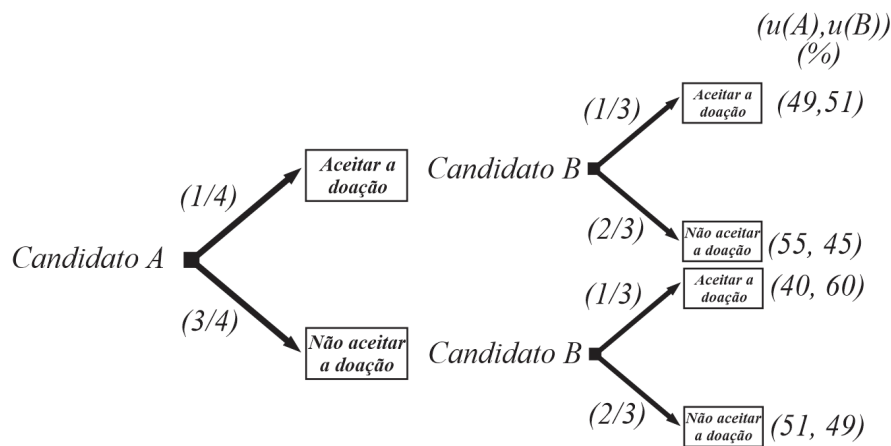 (u(A),u(B))
(%)
(1/3)
Aceitar a
doação
(49,51)
(1/4)
Aceitar a
doação
Candidato B
(2/3)
Não aceitar
a doação
(55, 45)
Candidato A
(3/4)
Não aceitar
a doação
Candidato B
(1/3)
Aceitar a
doação
(40, 60)
(2/3)
Não aceitar
a doação
(51, 49)